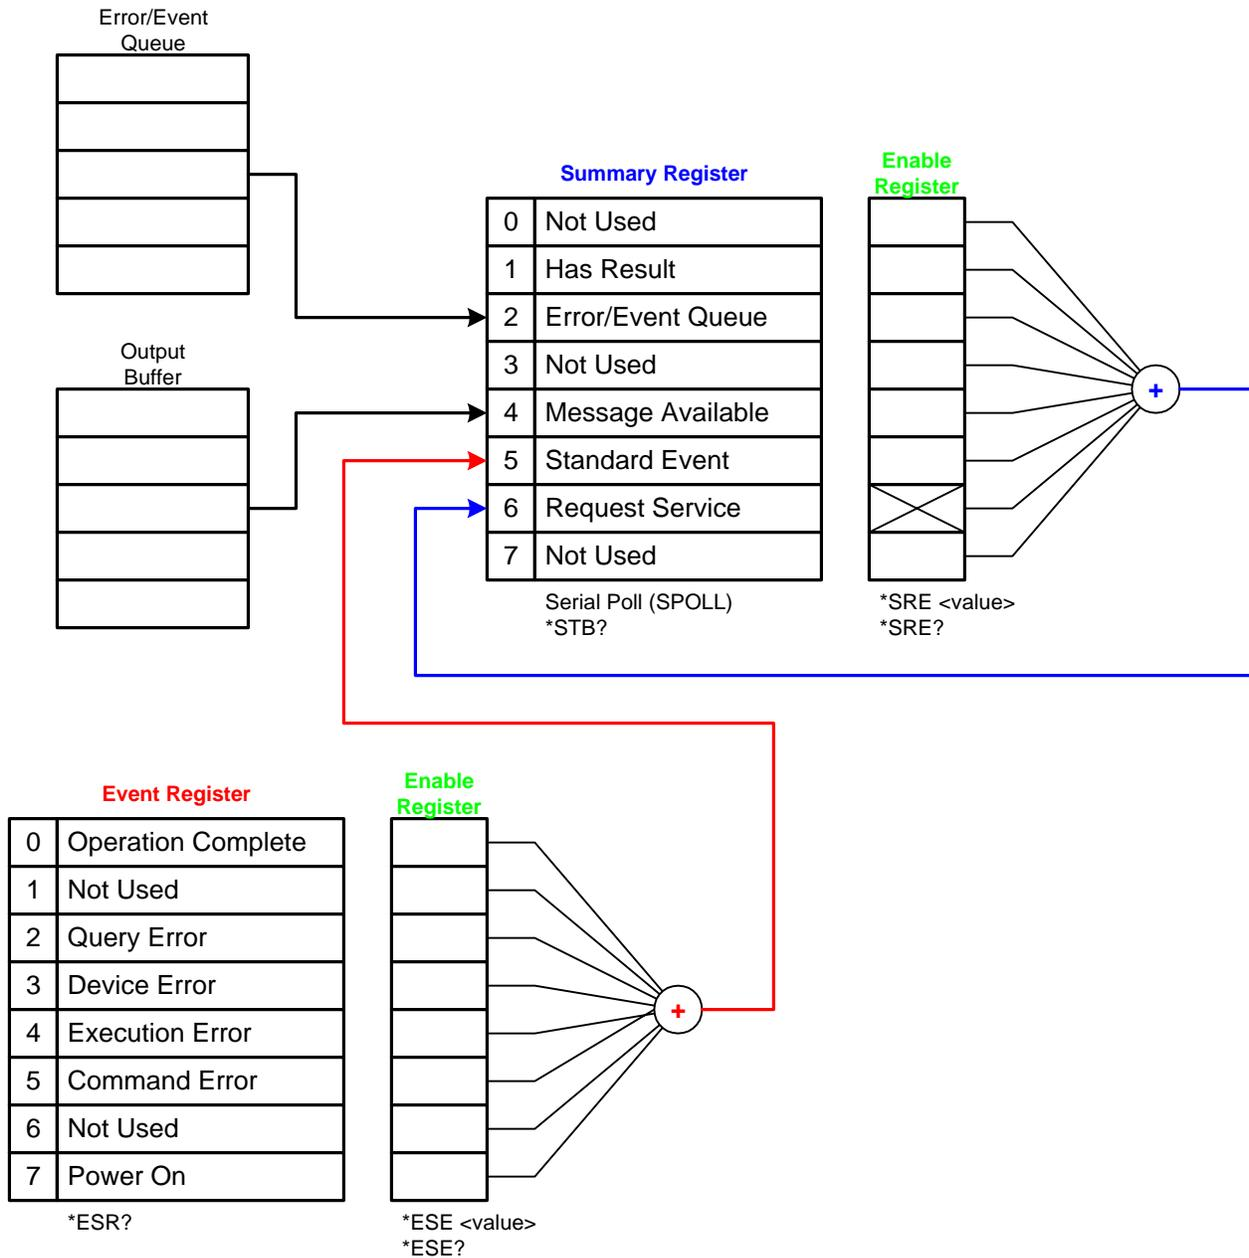 Error/Event
Queue
Output
Buffer
Summary Register
0 Not Used
1 Has Result
2 Error/Event Queue
3 Not Used
4 Message Available
5 Standard Event
6 Request Service
7 Not Used
Serial Poll (SPOLL)
*STB?
Enable
Register
*SRE <value>
*SRE?
+
Event Register
0 Operation Complete
1 Not Used
2 Query Error
3 Device Error
4 Execution Error
5 Command Error
6 Not Used
7 Power On
*ESR?
Enable
Register
*ESE <value>
*ESE?
+